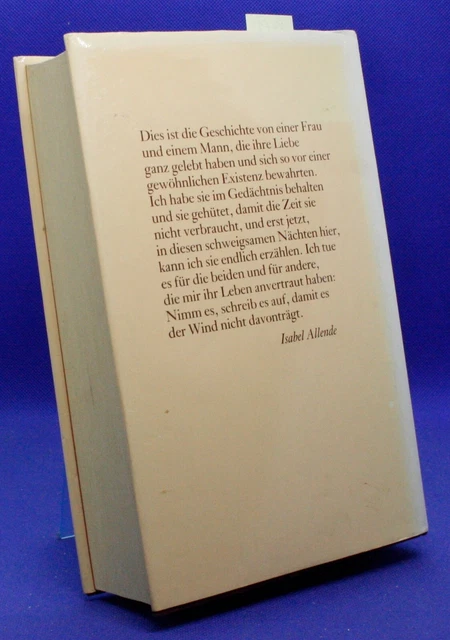 Dies ist die Geschichte von einer Frau
und einem Mann, die ihre Liebe
ganz gelebt haben und sich so vor einer
gewöhnlichen Existenz bewahrten.
Ich habe sie im Gedächtnis behalten
und sie gehütet, damit die Zeit sie
nicht verbraucht, und erst jetzt,
in diesen schweigsamen Nächten hier,
kann ich sie endlich erzählen. Ich tue
es für die beiden und für andere,
die mir ihr Leben anvertraut haben:
Nimm es, schreib es auf, damit es
der Wind nicht davonträgt.
Isabel Allende